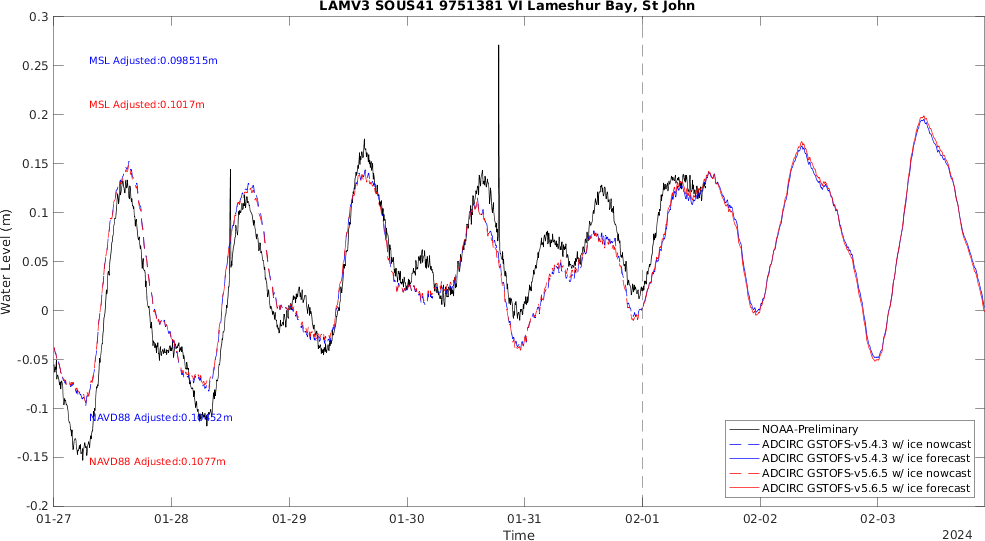 LAMV3 SOUS41 9751381 VI Lameshur Bay, St John
0.3
0.25
0.2
0.15
0.1
0.05
0
-0.05
-0.1
-0.15
-0.2
Water Level (m)
MSL Adjusted:0.098515m
MSL Adjusted:0.1017m
NAVD88 Adjusted:
NAVD88 Adjusted:0.1077m
NOAA-Preliminary
ADCIRC GSTOFS-v5.4.3 w/ ice nowcast
ADCIRC GSTOFS-v5.4.3 w/ ice forecast
ADCIRC GSTOFS-v5.6.5 w/ ice nowcast
ADCIRC GSTOFS-v5.6.5 w/ ice forecast
01-27 01-28 01-29 01-30 01-31 02-01 02-02 02-03
Time
2024